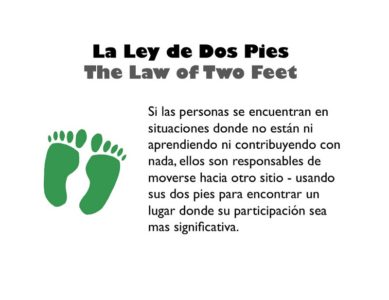 La Ley de Dos Pies
The Law of Two Feet
Si las personas se encuentran en
situaciones donde no están ni
aprendiendo ni contribuyendo con
nada, ellos son responsables de
moverse hacia otro sitio - usando
sus dos pies para encontrar un
lugar donde su participación sea
mas significativa.